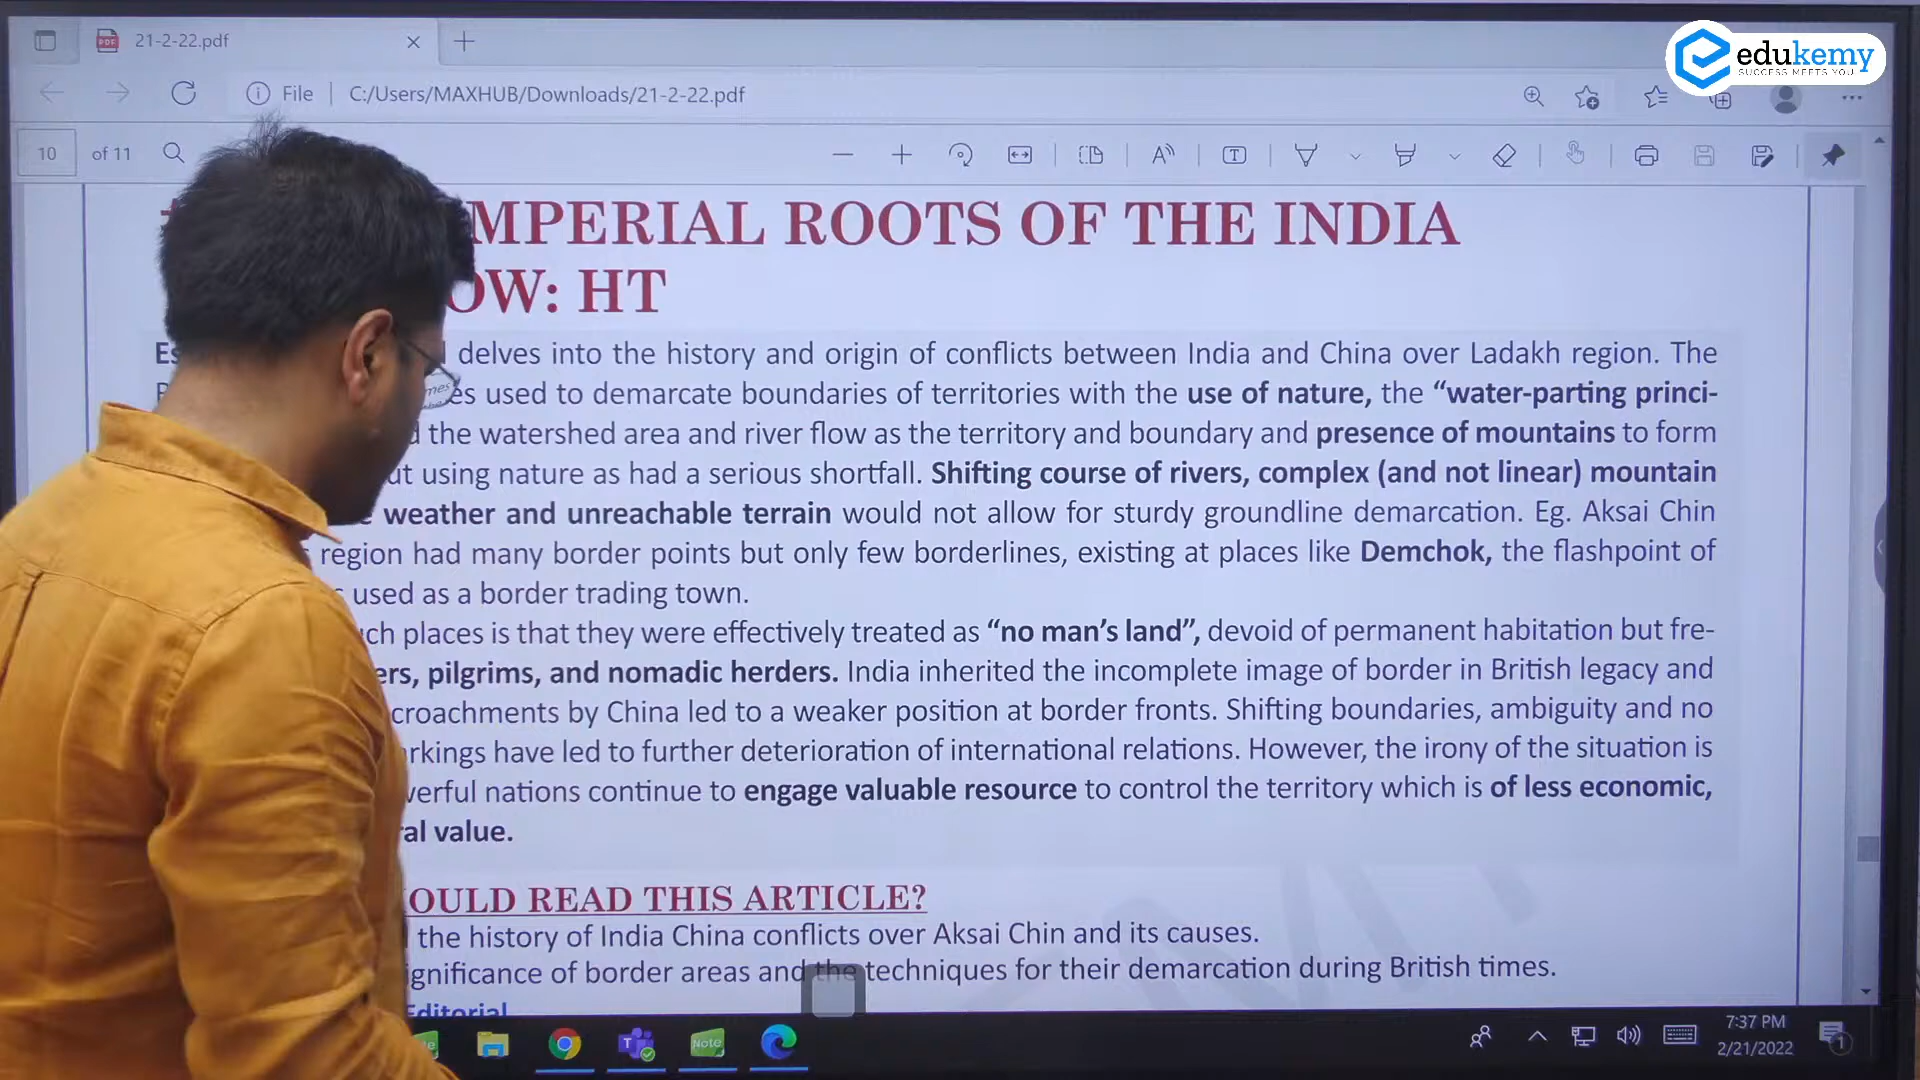 21-2-22.pdf
edukemy
SUCCESS MEETS YOU
File C:/Users/MAXHUB/Downloads/21-2-22.pdf
10 of 11
MPERIAL ROOTS OF THE INDIA
OW: HT
Es delves into the history and origin of conflicts between India and China over Ladakh region. The
es used to demarcate boundaries of territories with the use of nature, the “water-parting princi-
the watershed area and river flow as the territory and boundary and presence of mountains to form
ut using nature as had a serious shortfall. Shifting course of rivers, complex (and not linear) mountain
weather and unreachable terrain would not allow for sturdy groundline demarcation. Eg. Aksai Chin
region had many border points but only few borderlines, existing at places like Demchok, the flashpoint of
used as a border trading town.
ch places is that they were effectively treated as “no man’s land”, devoid of permanent habitation but fre-
ers, pilgrims, and nomadic herders. India inherited the incomplete image of border in British legacy and
croachments by China led to a weaker position at border fronts. Shifting boundaries, ambiguity and no
rkings have led to further deterioration of international relations. However, the irony of the situation is
verful nations continue to engage valuable resource to control the territory which is of less economic,
ral value.
OULD READ THIS ARTICLE?
the history of India China conflicts over Aksai Chin and its causes.
ignificance of border areas and the techniques for their demarcation during British times.
Editorial
Note
7:37 PM
2/21/2022